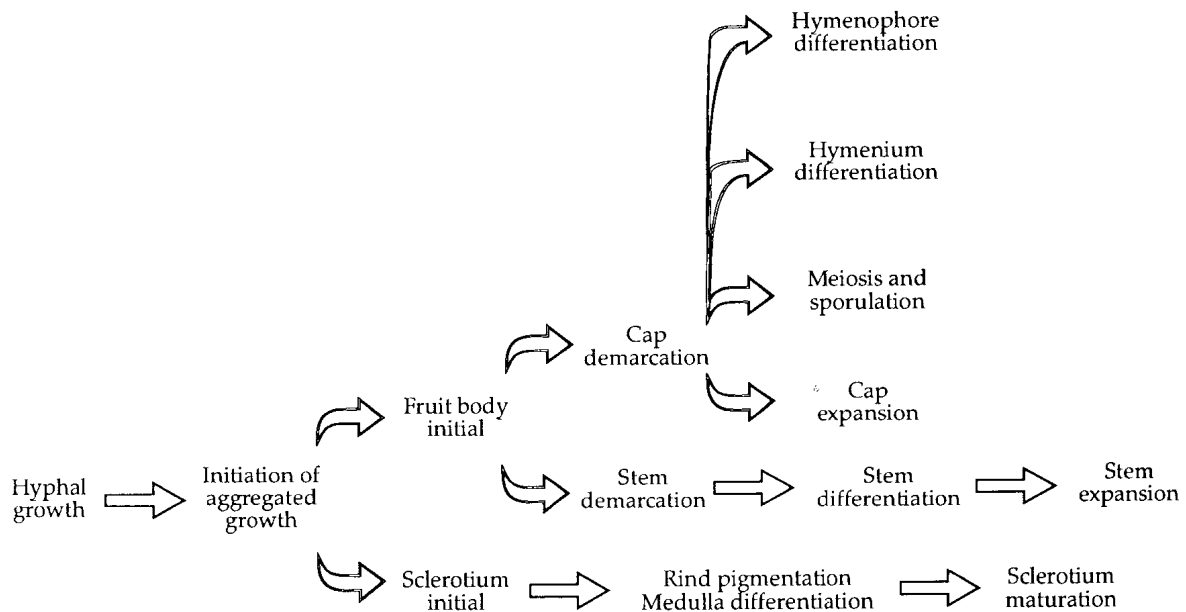 Hymenophore
differentiation
Hymenium
differentiation
Meiosis and
sporulation
Cap
demarcation
Cap
expansion
Fruit body
initial
Hyphal
growth
Initiation of
aggregated
growth
Stem
demarcation
Stem
differentiation
Stem
expansion
Sclerotium
initial
Rind pigmentation
Medulla differentiation
Sclerotium
maturation